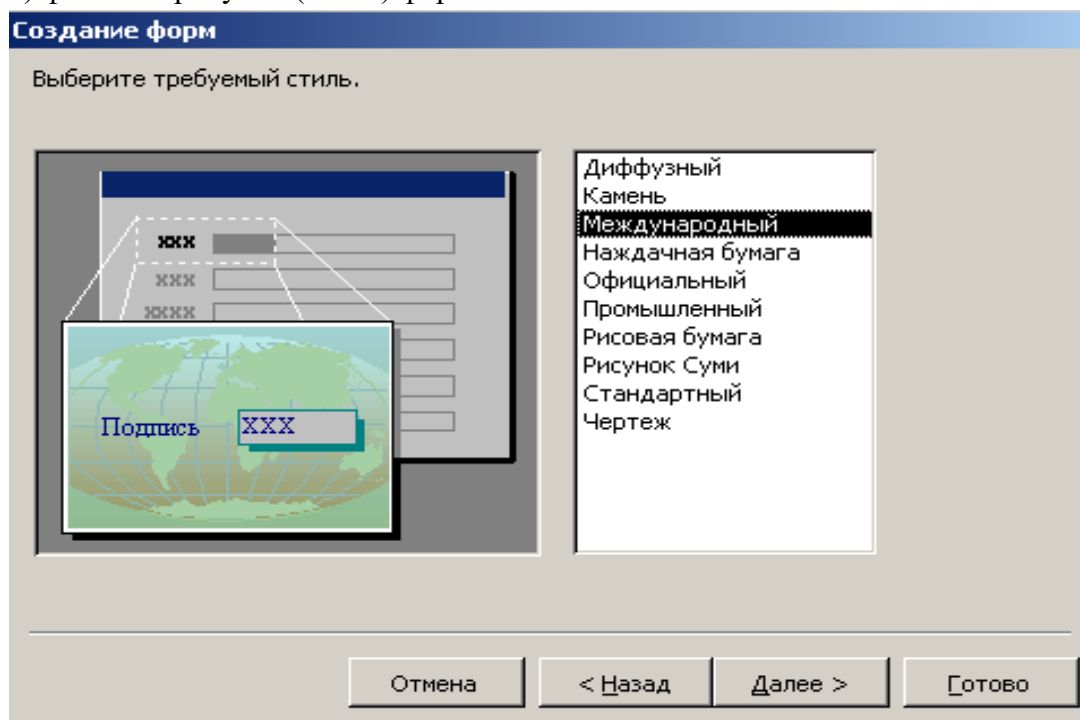 Создание форм
Выберите требуемый стиль.
xxx
xxx
xxxx
Подпись XXX
Диффузный
Камень
Международный
Наждачная бумага
Официальный
Промышленный
Рисовая бумага
Рисунок Суми
Стандартный
Чертеж
Отмена
< Назад
Далее >
Готово